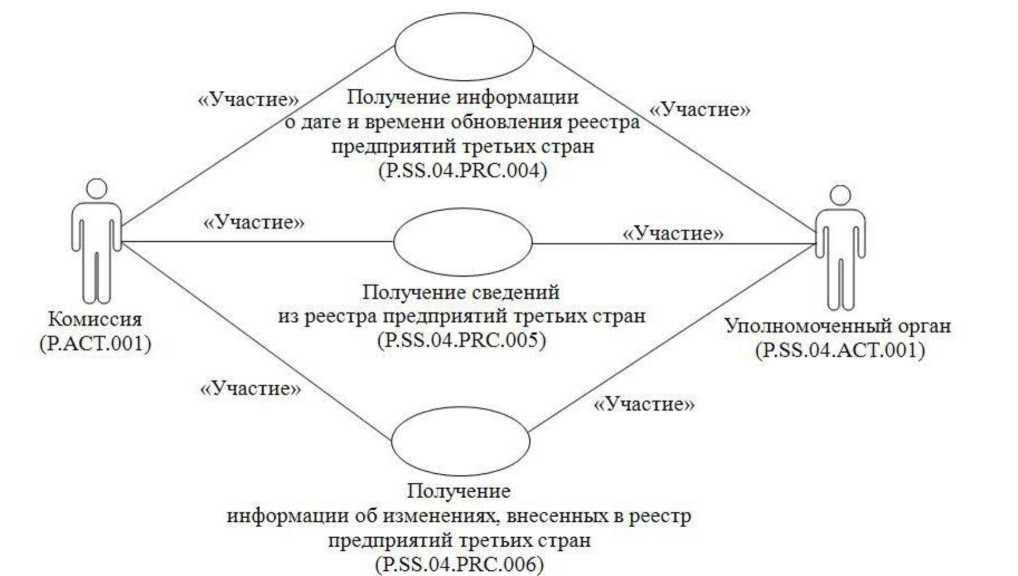 «Участие»
Получение информации
о дате и времени обновления реестра
предприятий третьих стран
(P.SS.04.PRC.004)
«Участие»
«Участие»
«Участие»
Получение сведений
из реестра предприятий третьих стран
(P.SS.04.PRC.005)
Комиссия
(P.ACT.001)
Уполномоченный орган
(P.SS.04.ACT.001)
«Участие»
«Участие»
Получение
информации об изменениях, внесенных в реестр
предприятий третьих стран
(P.SS.04.PRC.006)